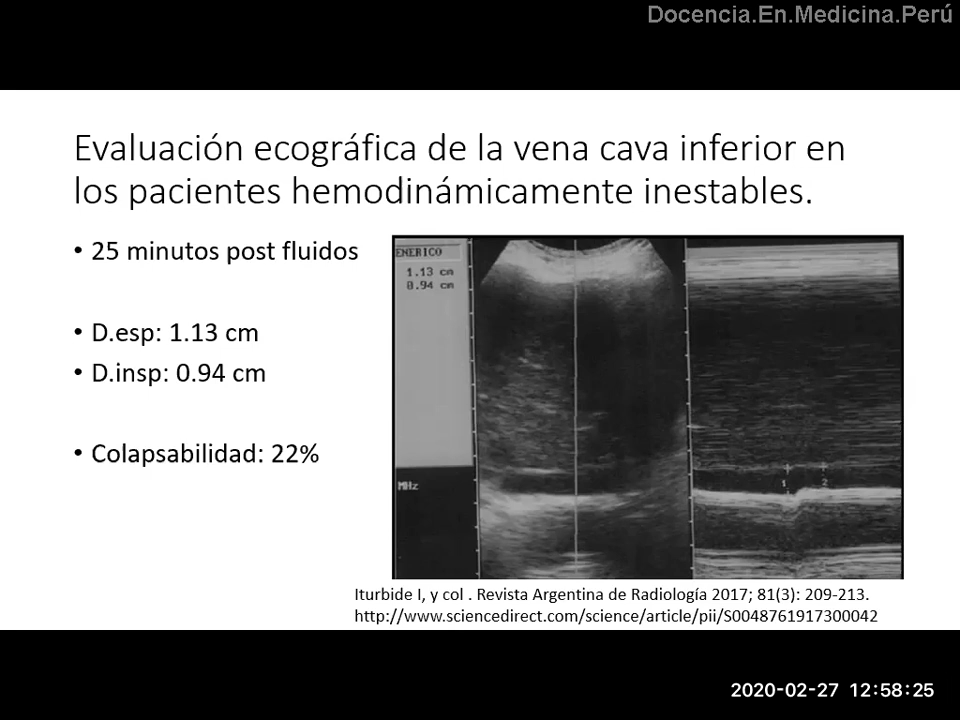 Docencia.En.Medicina.Perú
Evaluación ecográfica de la vena cava inferior en
los pacientes hemodinámicamente inestables.
• 25 minutos post fluidos
• D.esp: 1.13 cm
• D.insp: 0.94 cm
• Colapsabilidad: 22%
ENERICO
1.13 cm
0.94 cm
MHz
1
2
Iturbide I, y col . Revista Argentina de Radiología 2017; 81(3): 209-213.
http://www.sciencedirect.com/science/article/pii/S0048761917300042
2020-02-27 12:58:25